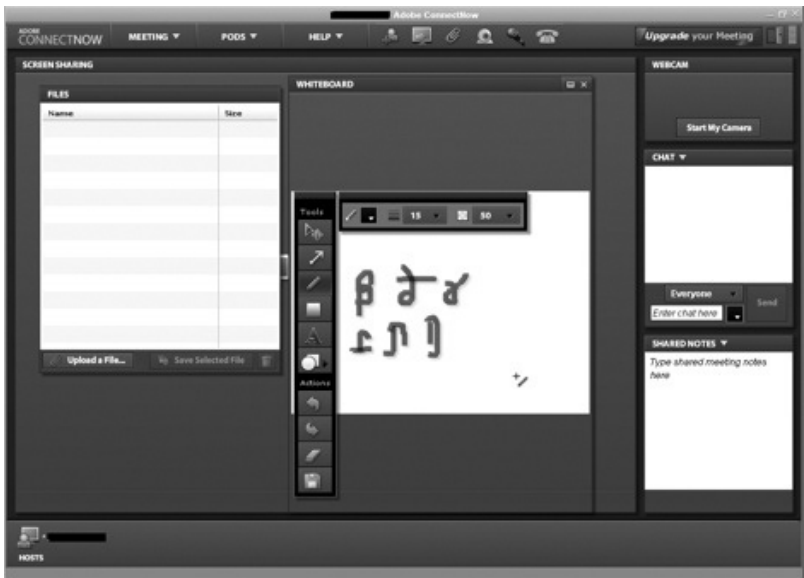 Adobe ConnectNow
ADOBE CONNECTNOW MEETING PODS HELP Upgrade your Meeting
SCREEN SHARING
FILES
Name Size
Upload a File... Save Selected File
WHITEBOARD
Tools
15 50
A
Actions
WEBCAM
Start My Camera
CHAT
Everyone
Send
Enter chat here
SHARED NOTES
Type shared meeting notes
here
HOSTS